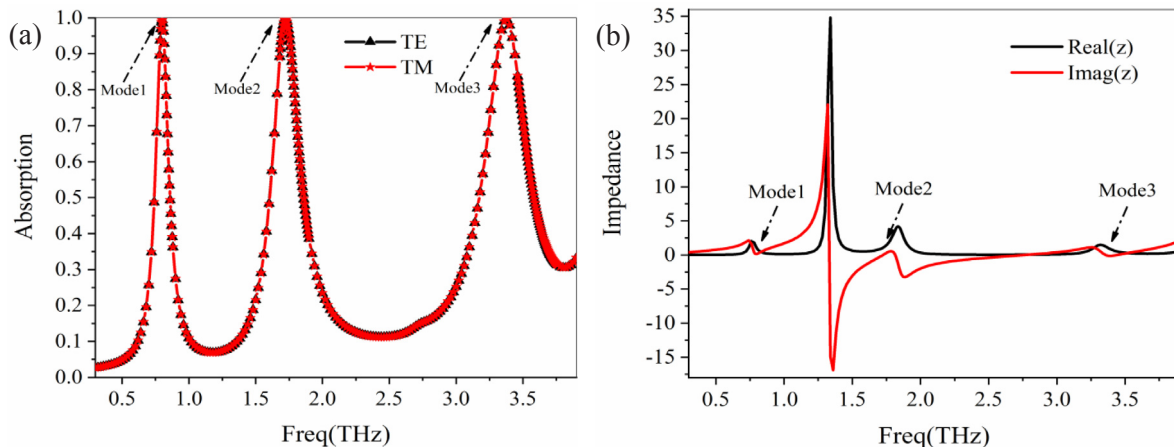 (a)
1.0
0.9
0.8
0.7
0.6
0.5
0.4
0.3
0.2
0.1
0.0
Absorption
Mode1
Mode2
Mode3
TE
TM
0.5 1.0 1.5 2.0 2.5 3.0 3.5
Freq(THz)
(b)
35
30
25
20
15
10
5
0
-5
-10
-15
Impedance
Real(z)
Imag(z)
Mode1
Mode2
Mode3
0.5 1.0 1.5 2.0 2.5 3.0 3.5
Freq(THz)